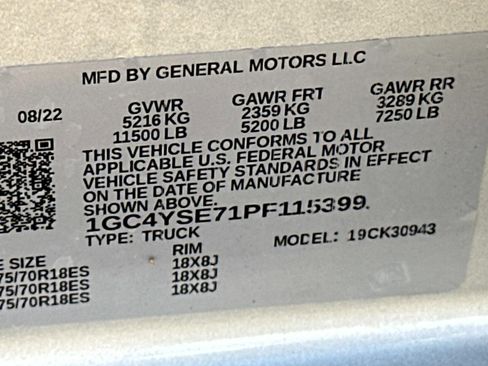 MFD BY GENERAL MOTORS LLC
08/22 GVWR GAWR FRT GAWR RR
5216 KG 2359 KG 3289 KG
11500 LB 5200 LB 7250 LB
THIS VEHICLE CONFORMS TO ALL
APPLICABLE U.S. FEDERAL MOTOR
VEHICLE SAFETY STANDARDS IN EFFECT
ON THE DATE OF MANUFACTURE
SHOWN ABOVE.
1GC4YSE71PF115399
TYPE: TRUCK MODEL: 19CK30943
E SIZE RIM
75/70R18ES 18X8J
75/70R18ES 18X8J
75/70R18ES 18X8J